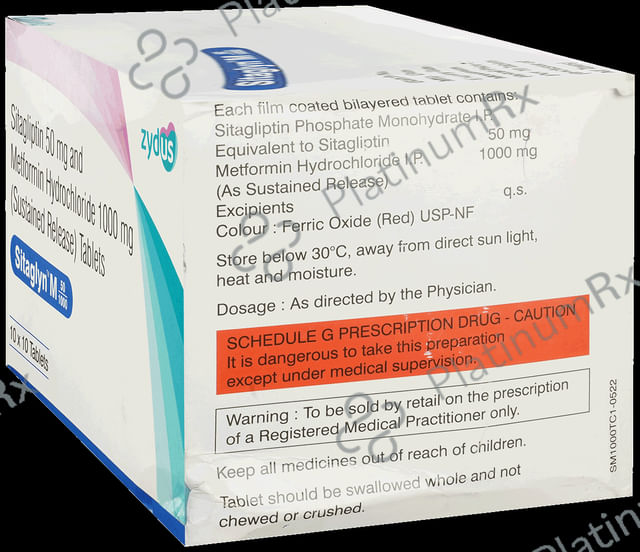 Sitagliptin 50 mg and
Metformin Hydrochloride 1000 mg
(Sustained Release) Tablets
Sitaglyn M 50/1000
10 x 10 Tablets
zydus
Each film coated bilayered tablet contains:
Sitagliptin Phosphate Monohydrate I.P.
Equivalent to Sitagliptin 50 mg
Metformin Hydrochloride I.P. 1000 mg
(As Sustained Release)
Excipients q.s.
Colour : Ferric Oxide (Red) USP-NF
Store below 30°C, away from direct sun light,
heat and moisture.
Dosage : As directed by the Physician.
SCHEDULE G PRESCRIPTION DRUG - CAUTION
It is dangerous to take this preparation
except under medical supervision.
Warning : To be sold by retail on the prescription
of a Registered Medical Practitioner only.
Keep all medicines out of reach of children.
Tablet should be swallowed whole and not
chewed or crushed.
SM1000TC1-0522
PlatinumRx
PlatinumRx
PlatinumRx
PlatinumRx
Rx